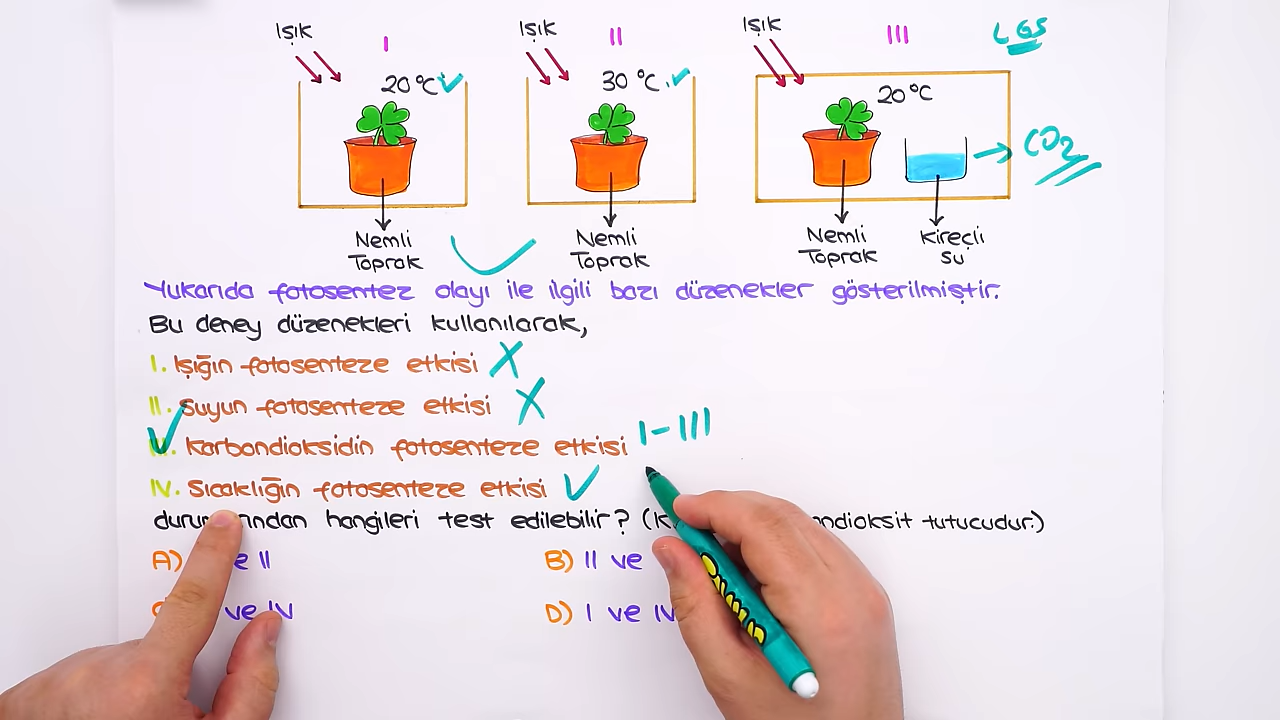 Işık I
20 °C
Nemli Toprak
Işık II
30 °C
Nemli Toprak
Işık III
20 °C
Nemli Toprak
Kireçli su
LGS
CO2
Yukarıda fotosentez olayı ile ilgili bazı düzenekler gösterilmiştir.
Bu deney düzenekleri kullanılarak,
I. Işığın fotosenteze etkisi
II. Suyun fotosenteze etkisi
Karbondioksidin fotosenteze etkisi I-III
IV. Sıcaklığın fotosenteze etkisi
hangileri test edilebilir? tutucudur.)
A) II
B) II ve
ve IV
D) I ve IV